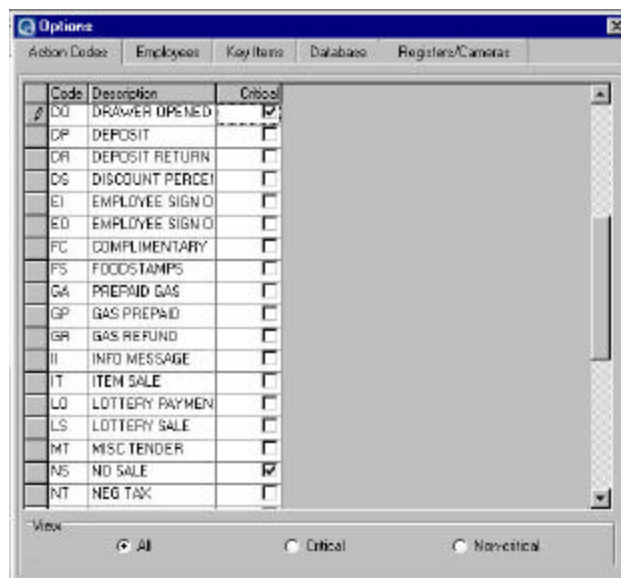 Options
Action Codes Employees Key Items Database Registers/Cameras
Code Description Critical
DO DRAWER OPENED
DP DEPOSIT
DR DEPOSIT RETURN
DS DISCOUNT PERCEN
EI EMPLOYEE SIGN O
EO EMPLOYEE SIGN O
FC COMPLIMENTARY
FS FOODSTAMPS
GA PREPAID GAS
GP GAS PREPAID
GR GAS REFUND
II INFO MESSAGE
IT ITEM SALE
LO LOTTERY PAYMEN
LS LOTTERY SALE
MT MISC TENDER
NS NO SALE
NT NEG TAX
View
All Critical Non-critical